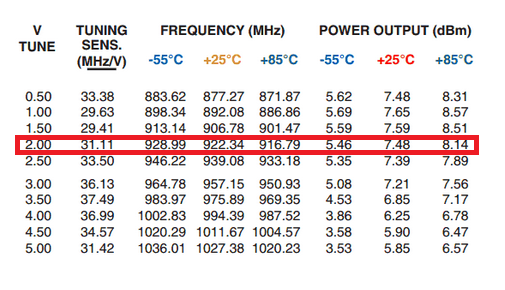 V TUNING FREQUENCY (MHz) POWER OUTPUT (dBm)
TUNE SENS.
(MHz/V) -55°C +25°C +85°C -55°C +25°C +85°C
0.50 33.38 883.62 877.27 871.87 5.62 7.48 8.31
1.00 29.63 898.34 892.08 886.86 5.69 7.65 8.57
1.50 29.41 913.14 906.78 901.47 5.59 7.59 8.51
2.00 31.11 928.99 922.34 916.79 5.46 7.48 8.14
2.50 33.50 946.22 939.08 933.18 5.35 7.39 7.89
3.00 36.13 964.78 957.15 950.93 5.08 7.21 7.56
3.50 37.49 983.97 975.89 969.35 4.53 6.85 7.17
4.00 36.99 1002.83 994.39 987.52 3.86 6.25 6.78
4.50 34.57 1020.29 1011.67 1004.57 3.58 5.90 6.47
5.00 31.42 1036.01 1027.38 1020.23 3.53 5.85 6.57